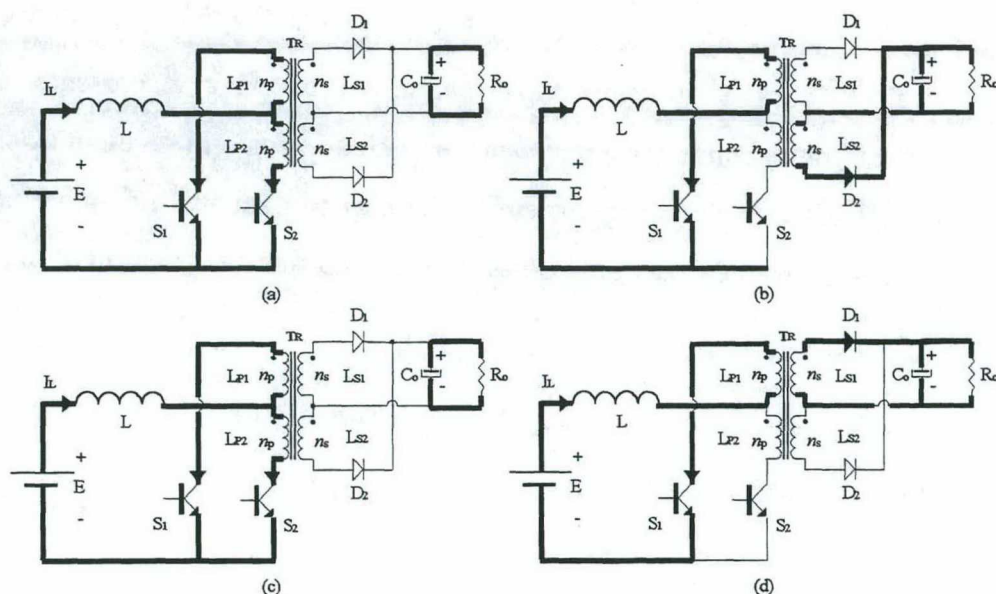 D1
TR
LP1 np ns LS1 Co + - Ro
IL
L
LP2 np ns LS2
+
E
-
D2
S1
S2
(a)
D1
TR
LP1 np ns LS1 Co + - Ro
IL
L
LP2 np ns LS2
+
E
-
D2
S1
S2
(b)
D1
TR
LP1 np ns LS1 Co + - Ro
IL
L
LP2 np ns LS2
+
E
-
D2
S1
S2
(c)
D1
TR
LP1 np ns LS1 Co + - Ro
IL
L
LP2 np ns LS2
+
E
-
D2
S1
S2
(d)